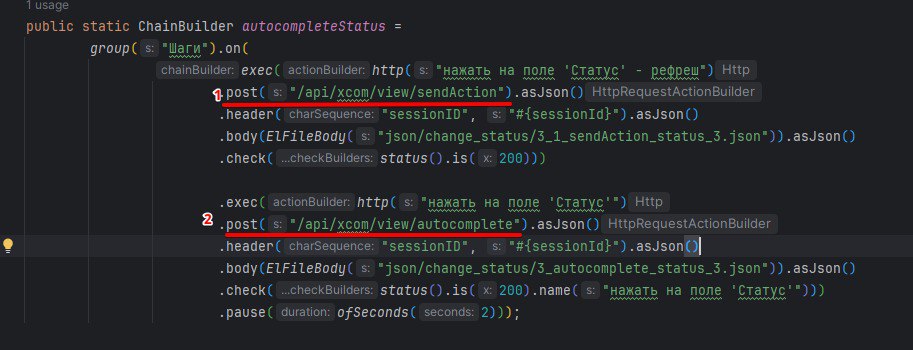 1 usage
public static ChainBuilder autocompleteStatus =
group( s: "Шаги").on(
chainBuilder: exec( actionBuilder: http( s: "нажать на поле 'Статус' - рефреш") Http
1 .post( s: "/api/xcom/view/sendAction").asJson() HttpRequestActionBuilder
.header( charSequence: "sessionID", s: "#{sessionId}").asJson()
.body(ElFileBody( s: "json/change_status/3_1_sendAction_status_3.json")).asJson()
.check( ...checkBuilders: status().is( x: 200)))
.exec( actionBuilder: http( s: "нажать на поле 'Статус'") Http
2 .post( s: "/api/xcom/view/autocomplete").asJson() HttpRequestActionBuilder
.header( charSequence: "sessionID", s: "#{sessionId}").asJson()
.body(ElFileBody( s: "json/change_status/3_autocomplete_status_3.json")).asJson()
.check( ...checkBuilders: status().is( x: 200).name( s: "нажать на поле 'Статус'")))
.pause( duration: ofSeconds( seconds: 2)));